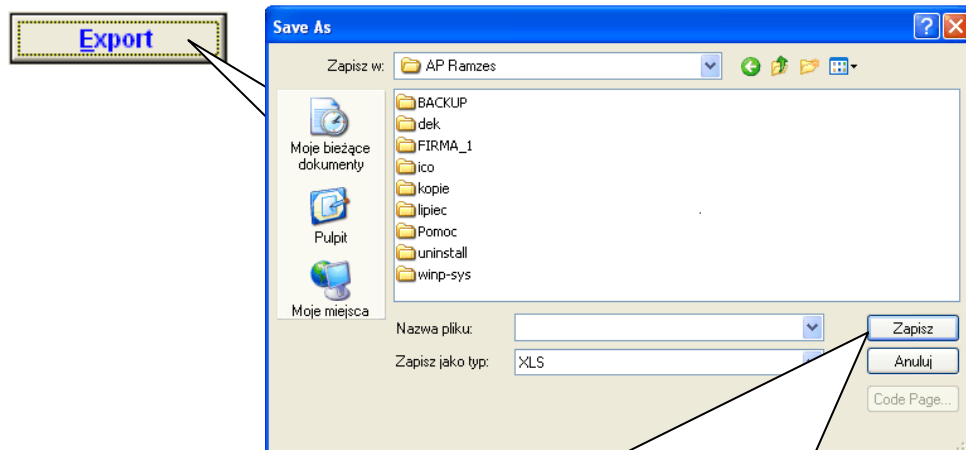 Export
Save As
Zapisz w:
AP Ramzes
BACKUP
dek
FIRMA_1
ico
kopie
lipiec
Pomoc
uninstall
winp-sys
Moje bieżące
dokumenty
Pulpit
Moje miejsca
Nazwa pliku:
Zapisz
Zapisz jako typ:
XLS
Anuluj
Code Page...